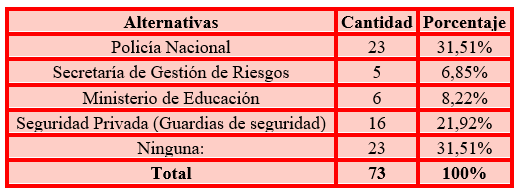 Alternativas Cantidad Porcentaje
Policía Nacional 23 31,51%
Secretaría de Gestión de Riesgos 5 6,85%
Ministerio de Educación 6 8,22%
Seguridad Privada (Guardias de seguridad) 16 21,92%
Ninguna: 23 31,51%
Total 73 100%